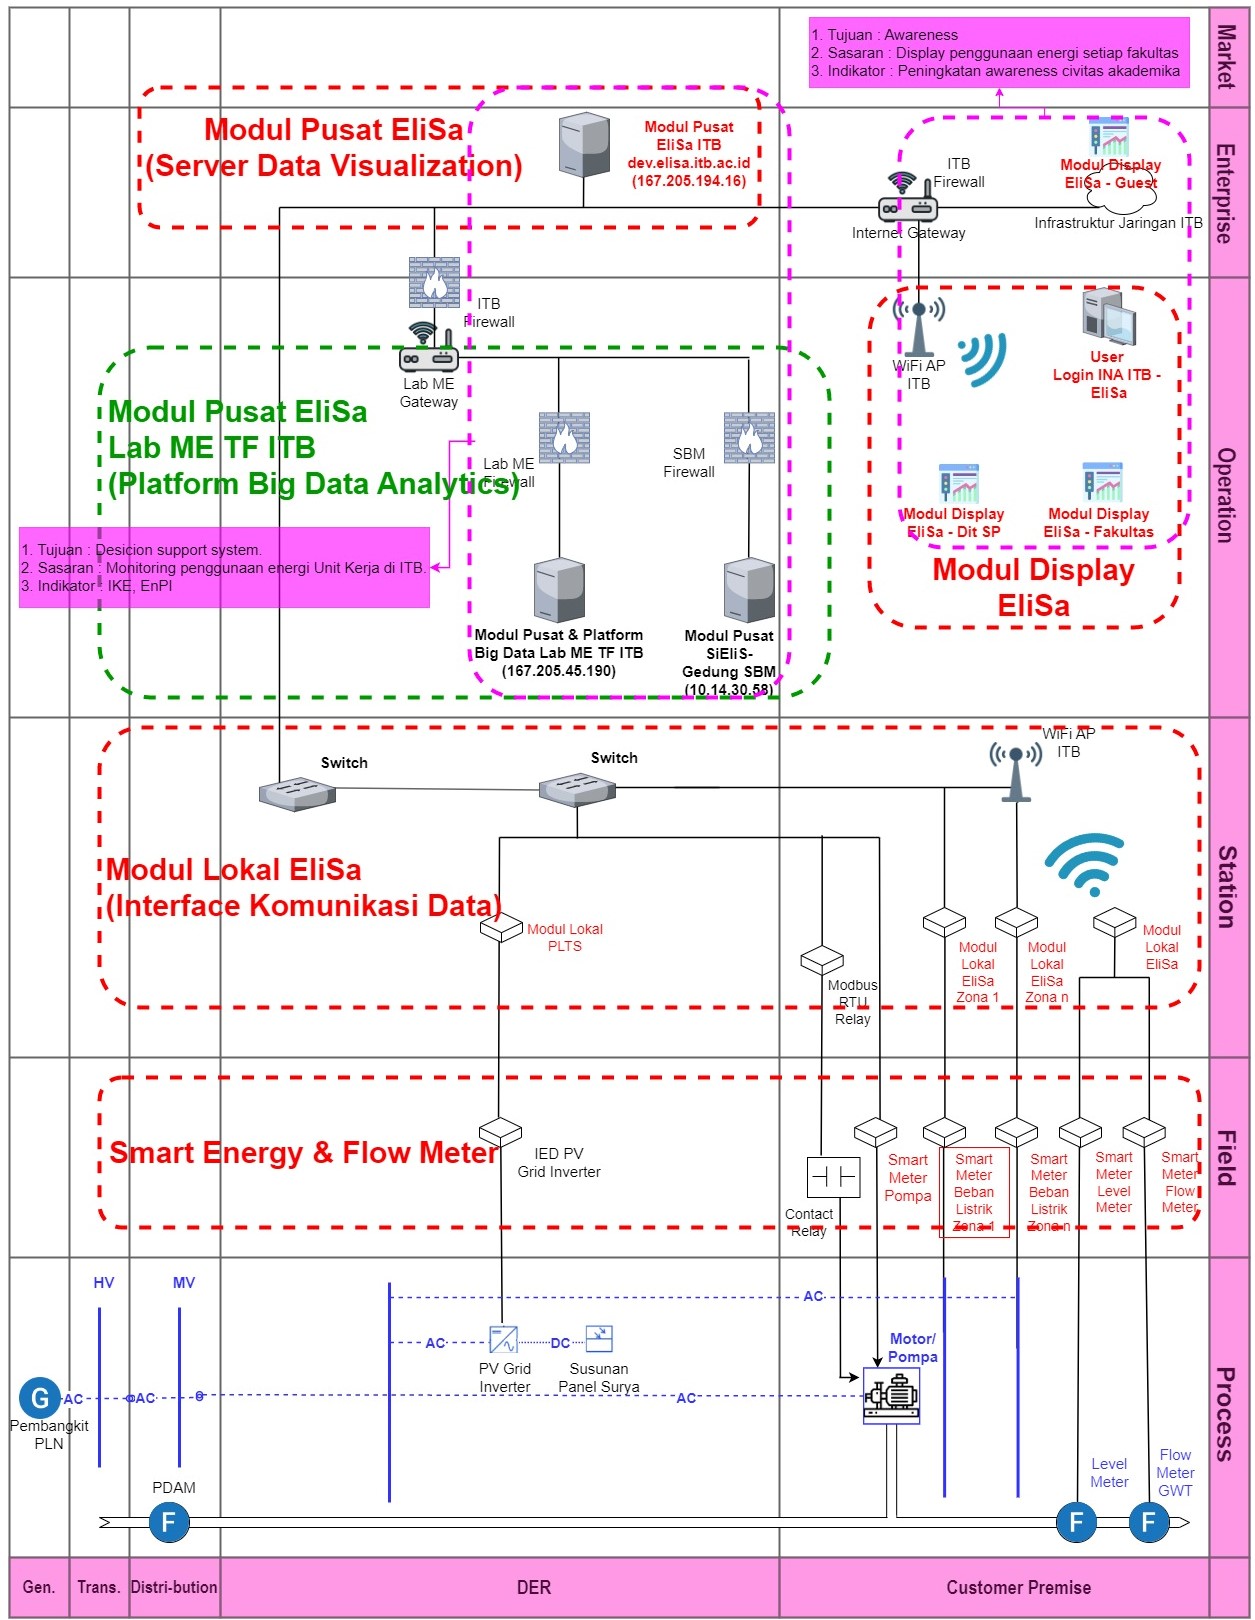 1. Tujuan : Awareness
2. Sasaran : Display penggunaan energi setiap fakultas
3. Indikator : Peningkatan awareness civitas akademika
Market
Modul Pusat EliSa
(Server Data Visualization)
Modul Pusat
EliSa ITB
dev.elisa.itb.ac.id
(167.205.194.16)
ITB
Firewall
Internet Gateway
Modul Display
EliSa - Guest
Infrastruktur Jaringan ITB
Enterprise
ITB
Firewall
Lab ME
Gateway
WiFi AP
ITB
User
Login INA ITB -
EliSa
Modul Pusat EliSa
Lab ME TF ITB
(Platform Big Data Analytics)
Lab ME
Firewall
SBM
Firewall
Modul Display
EliSa - Dit SP
Modul Display
EliSa - Fakultas
Modul Display
EliSa
1. Tujuan : Desicion support system.
2. Sasaran : Monitoring penggunaan energi Unit Kerja di ITB.
3. Indikator : IKE, EnPI
Modul Pusat & Platform
Big Data Lab ME TF ITB
(167.205.45.190)
Modul Pusat
SiEliS-
Gedung SBM
(10.14.30.58)
Operation
Switch
Switch
WiFi AP
ITB
Modul Lokal EliSa
(Interface Komunikasi Data)
Modul Lokal
PLTS
Modbus
RTU
Relay
Modul
Lokal
EliSa
Zona 1
Modul
Lokal
EliSa
Zona n
Modul
Lokal
EliSa
Station
Smart Energy & Flow Meter
IED PV
Grid Inverter
Contact
Relay
Smart
Meter
Pompa
Smart
Meter
Beban
Listrik
Zona 1
Smart
Meter
Beban
Listrik
Zona n
Smart
Meter
Level
Meter
Smart
Meter
Flow
Meter
Field
HV
MV
AC
AC
DC
PV Grid
Inverter
Susunan
Panel Surya
Motor/
Pompa
G
AC
AC
AC
Pembangkit
PLN
PDAM
F
Level
Meter
Flow
Meter
GWT
F
F
Process
Gen.
Trans.
Distri-bution
DER
Customer Premise